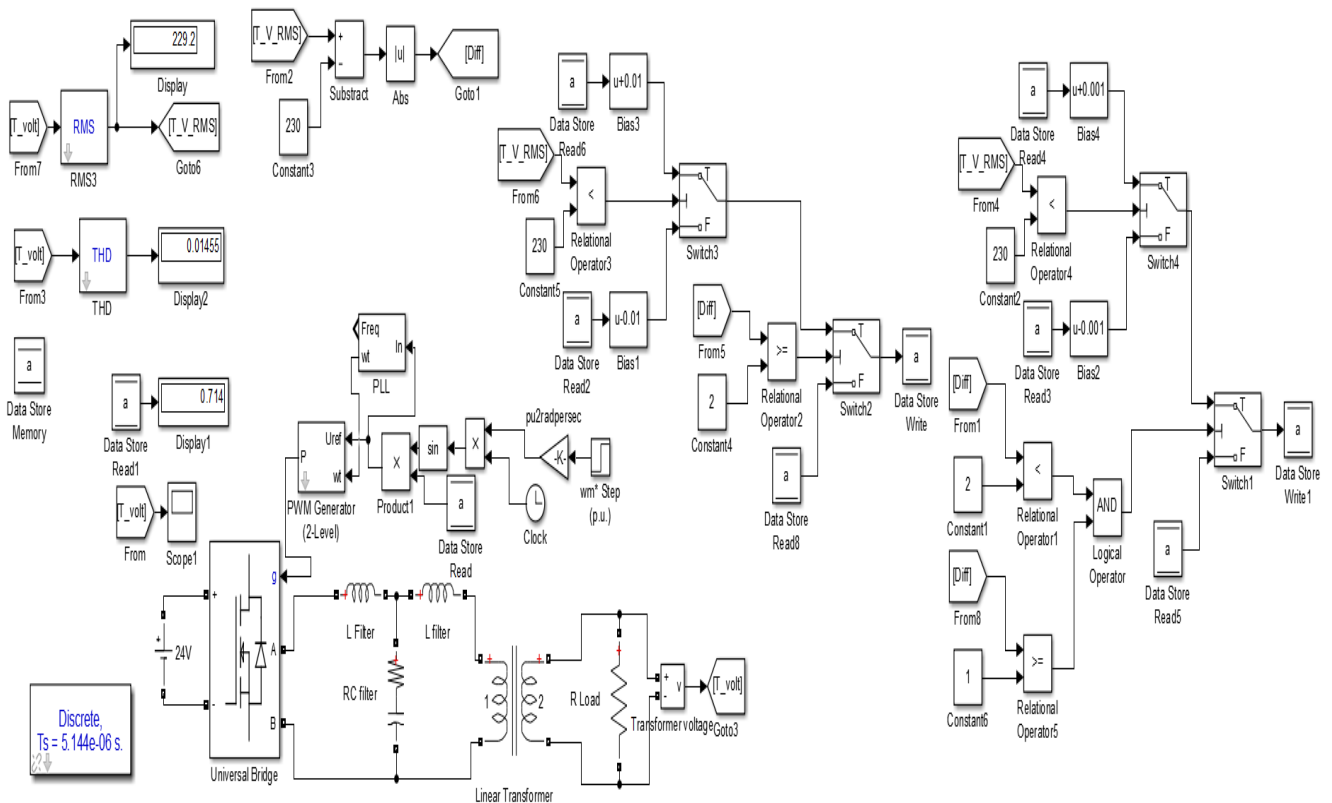 229.2
Display
[T_volt]
From7
RMS
RMS3
[T_V_RMS]
Goto6
[T_V_RMS]
From2
+
−
Substract
|u|
Abs
[Diff]
Goto1
230
Constant3
[T_volt]
From3
THD
THD
0.01455
Display2
a
Data Store
Memory
a
Data Store
Read1
0.714
Display1
[T_volt]
From
Scope1
Freq
wt
In
PLL
Uref
P
wt
PWM Generator
(2-Level)
×
Product1
sin
×
a
Data Store
Read
pu2radpersec
-K-
wm* Step
(p.u.)
Clock
a
Data Store
Read6
u+0.01
Bias3
[T_V_RMS]
From6
230
Constant5
<
Relational
Operator3
a
Data Store
Read2
u-0.01
Bias1
T
F
Switch3
[Diff]
From5
2
Constant4
>=
Relational
Operator2
a
Data Store
Read8
T
F
Switch2
a
Data Store
Write
a
Data Store
Read4
u+0.001
Bias4
[T_V_RMS]
From4
230
Constant2
<
Relational
Operator4
a
Data Store
Read3
u-0.001
Bias2
T
F
Switch4
[Diff]
From1
2
Constant1
<
Relational
Operator1
[Diff]
From8
1
Constant6
>=
Relational
Operator5
AND
Logical
Operator
a
Data Store
Read5
T
F
Switch1
a
Data Store
Write1
Discrete,
Ts = 5.144e-06 s.
+
24V
g
+
-
A
B
Universal Bridge
+
L Filter
+
L filter
+
RC filter
+
1
+
2
Linear Transformer
+
R Load
+
-
v
Transformer voltage
[T_volt]
Goto3